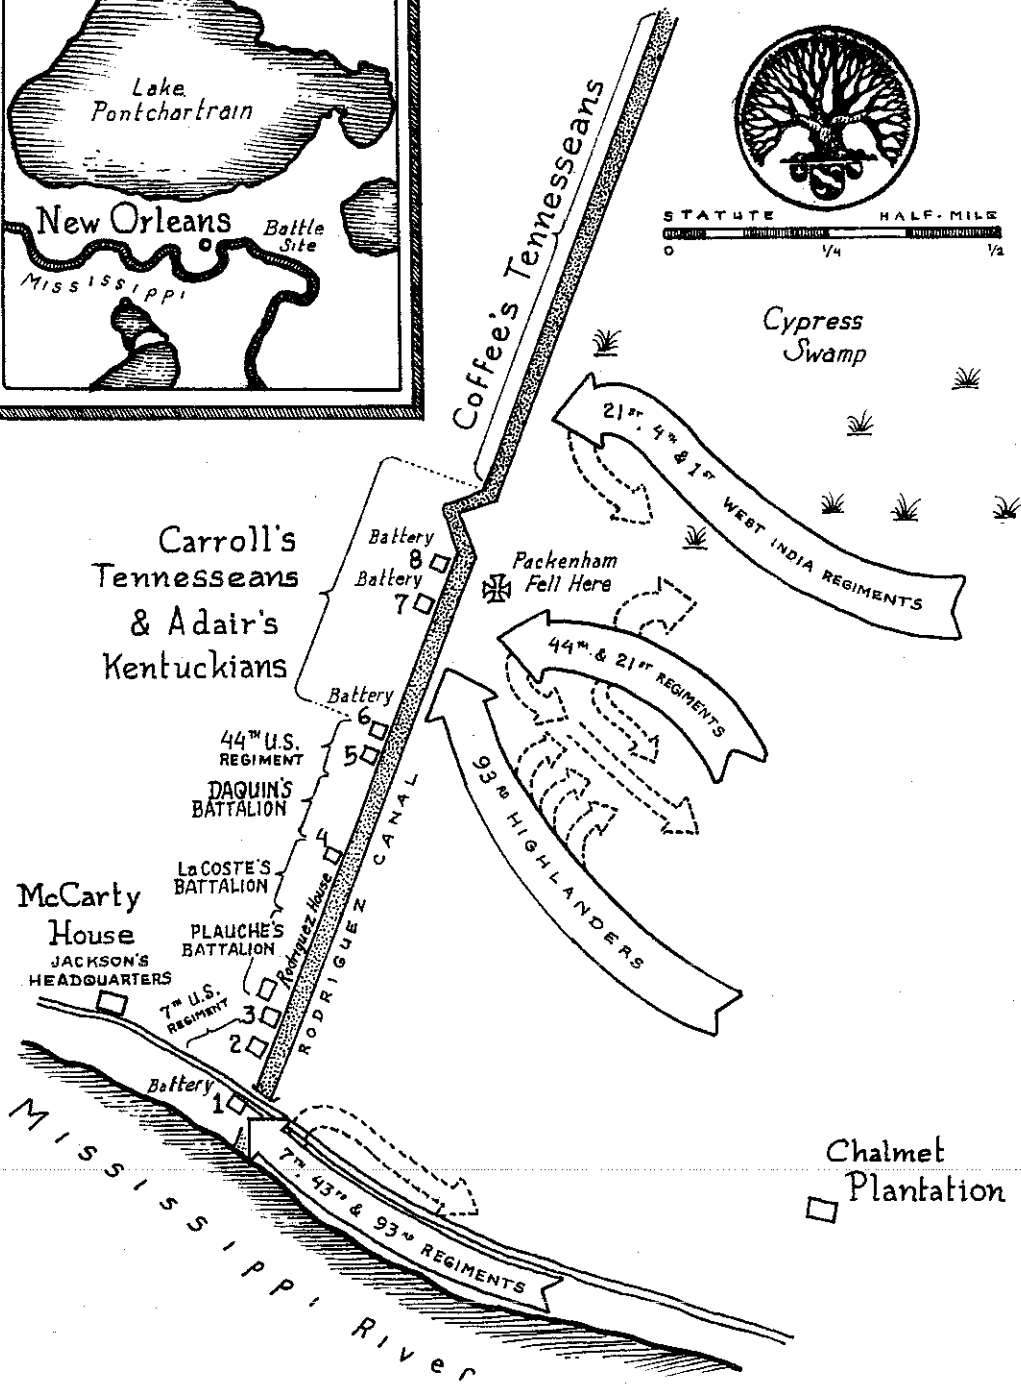 Lake
Pontchartrain
New Orleans
Battle
Site
Mississippi
STATUTE HALF-MILE
0 1/4 1/2
Cypress
Swamp
Coffee's Tennesseans
21ST. 4TH & 1ST WEST INDIA REGIMENTS
Carroll's
Tennesseans
& Adair's
Kentuckians
Battery
8
Battery
7
Packenham
Fell Here
44TH & 21ST REGIMENTS
Battery
6
5
44TH U.S.
REGIMENT
DAQUIN'S
BATTALION
93RD HIGHLANDERS
4
LaCOSTE'S
BATTALION
PLAUCHE'S
BATTALION
Rodriguez House
RODRIGUEZ CANAL
McCarty
House
JACKSON'S
HEADQUARTERS
7TH U.S.
REGIMENT
3
2
Battery
1
7TH. 43RD & 93RD REGIMENTS
Mississippi River
Chalmet
Plantation